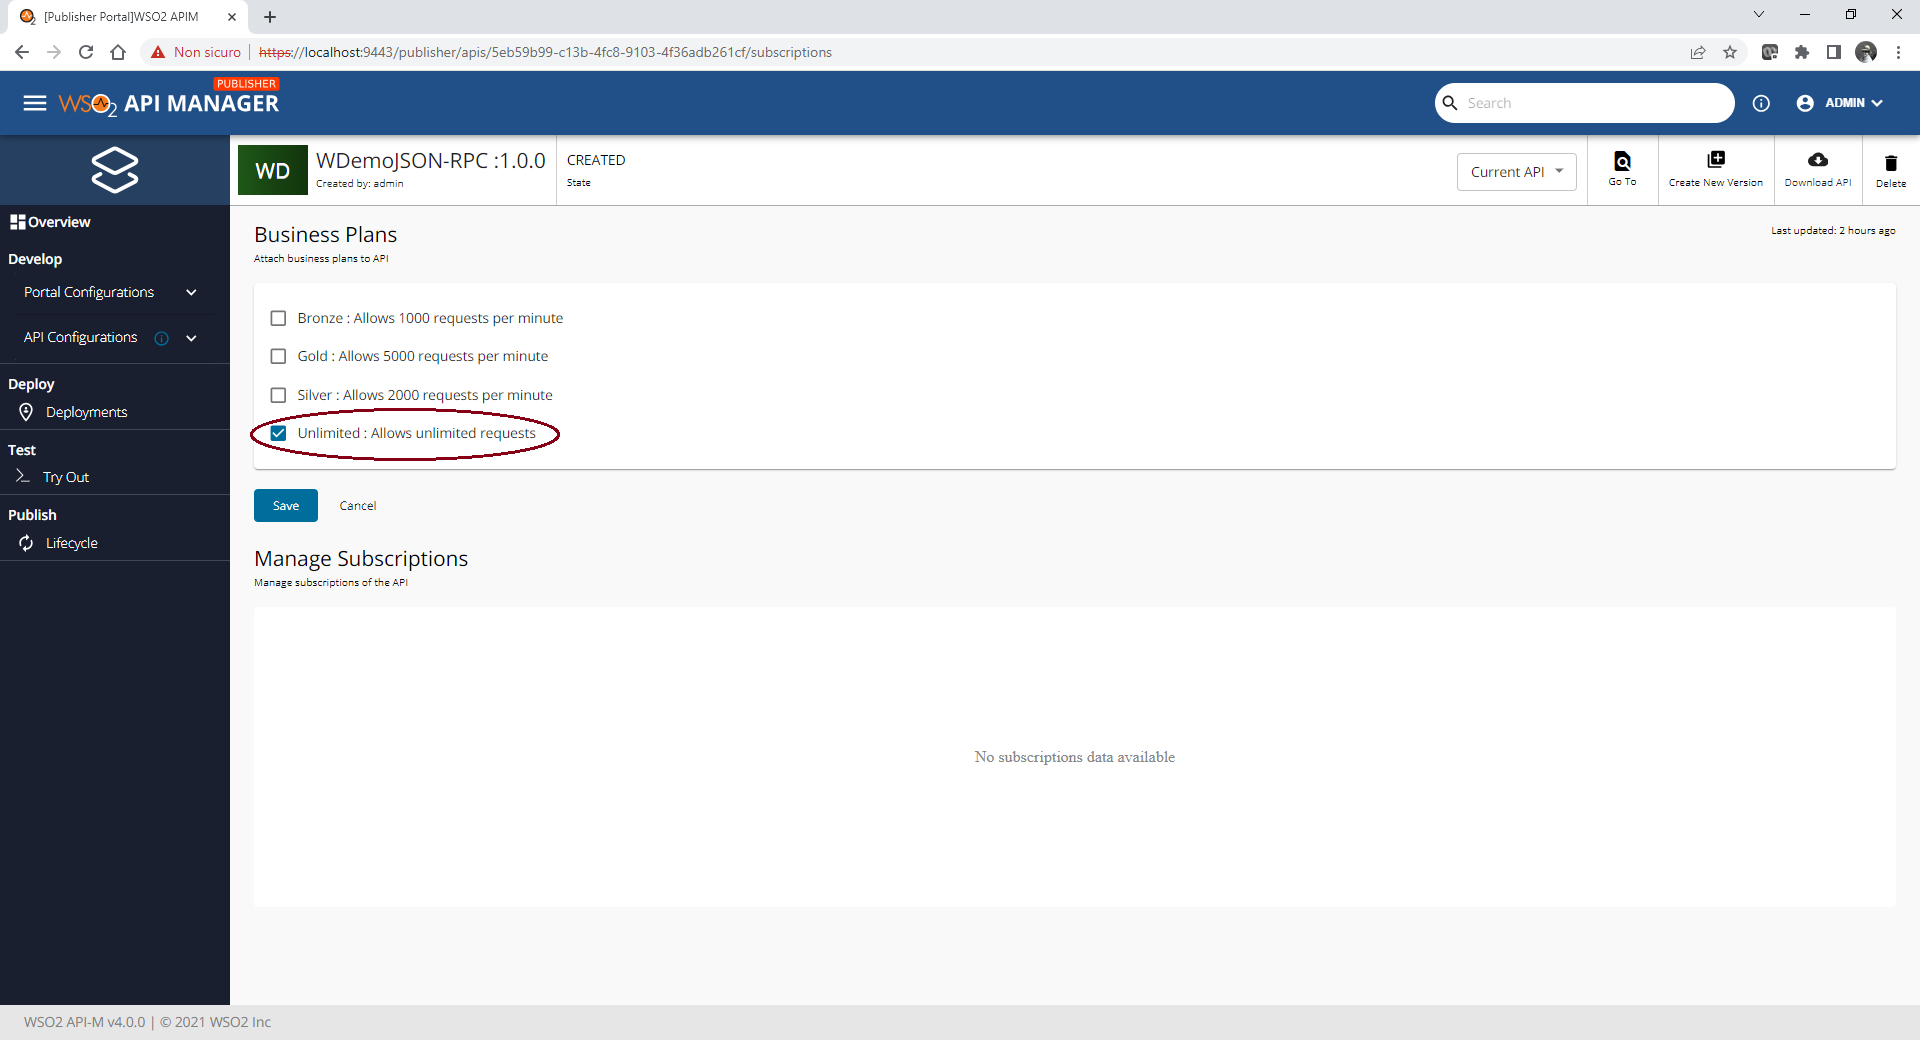 [Publisher Portal]WSO2 APIM
Non sicuro https://localhost:9443/publisher/apis/5eb59b99-c13b-4fc8-9103-4f36adb261cf/subscriptions
PUBLISHER
WSO2 API MANAGER
Search
ADMIN
WD
WDemoJSON-RPC :1.0.0
Created by: admin
CREATED
State
Current API
Go To
Create New Version
Download API
Delete
Overview
Develop
Portal Configurations
API Configurations
Deploy
Deployments
Test
Try Out
Publish
Lifecycle
Business Plans
Attach business plans to API
Last updated: 2 hours ago
Bronze : Allows 1000 requests per minute
Gold : Allows 5000 requests per minute
Silver : Allows 2000 requests per minute
Unlimited : Allows unlimited requests
Save
Cancel
Manage Subscriptions
Manage subscriptions of the API
No subscriptions data available
WSO2 API-M v4.0.0 | © 2021 WSO2 Inc